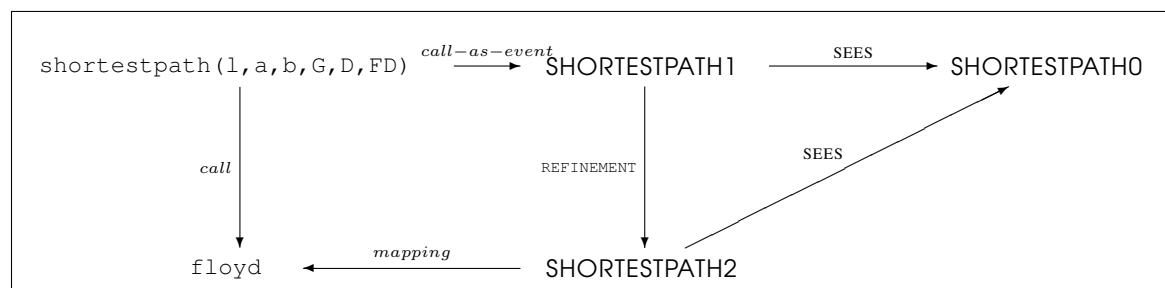 shortestpath(l,a,b,G,D,FD) call−as−event SHORTESTPATH1 SEES SHORTESTPATH0
call REFINEMENT SEES
floyd mapping SHORTESTPATH2